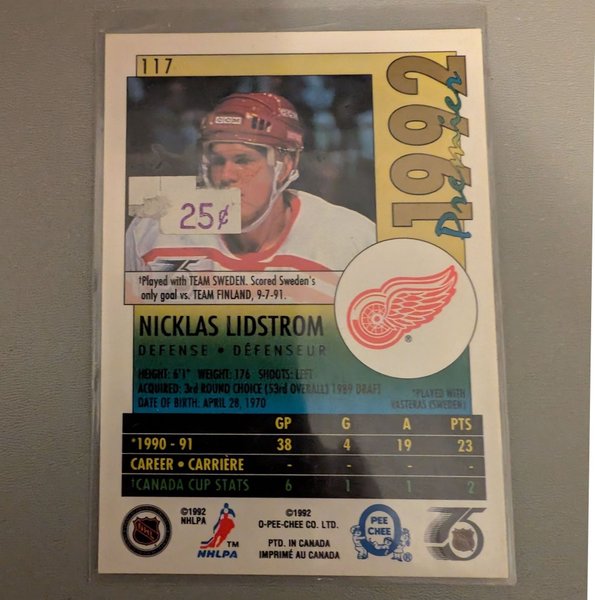 117
1992
Premier
CCM
CCM
25¢
†Played with TEAM SWEDEN. Scored Sweden's
only goal vs. TEAM FINLAND, 9-7-91.
®
NICKLAS LIDSTROM
DEFENSE • DÉFENSEUR
HEIGHT: 6'1" WEIGHT: 176 SHOOTS: LEFT
ACQUIRED: 3rd ROUND CHOICE (53rd OVERALL) 1989 DRAFT
DATE OF BIRTH: APRIL 28, 1970
*PLAYED WITH
VASTERAS (SWEDEN)
GP G A PTS
*1990 - 91 38 4 19 23
CAREER • CARRIÈRE - - - -
†CANADA CUP STATS 6 1 1 2
NHL
©1992
NHLPA
NHLPA
TM
©1992
O-PEE-CHEE CO. LTD.
PTD. IN CANADA
IMPRIMÉ AU CANADA
O
PEE
CHEE
®
75